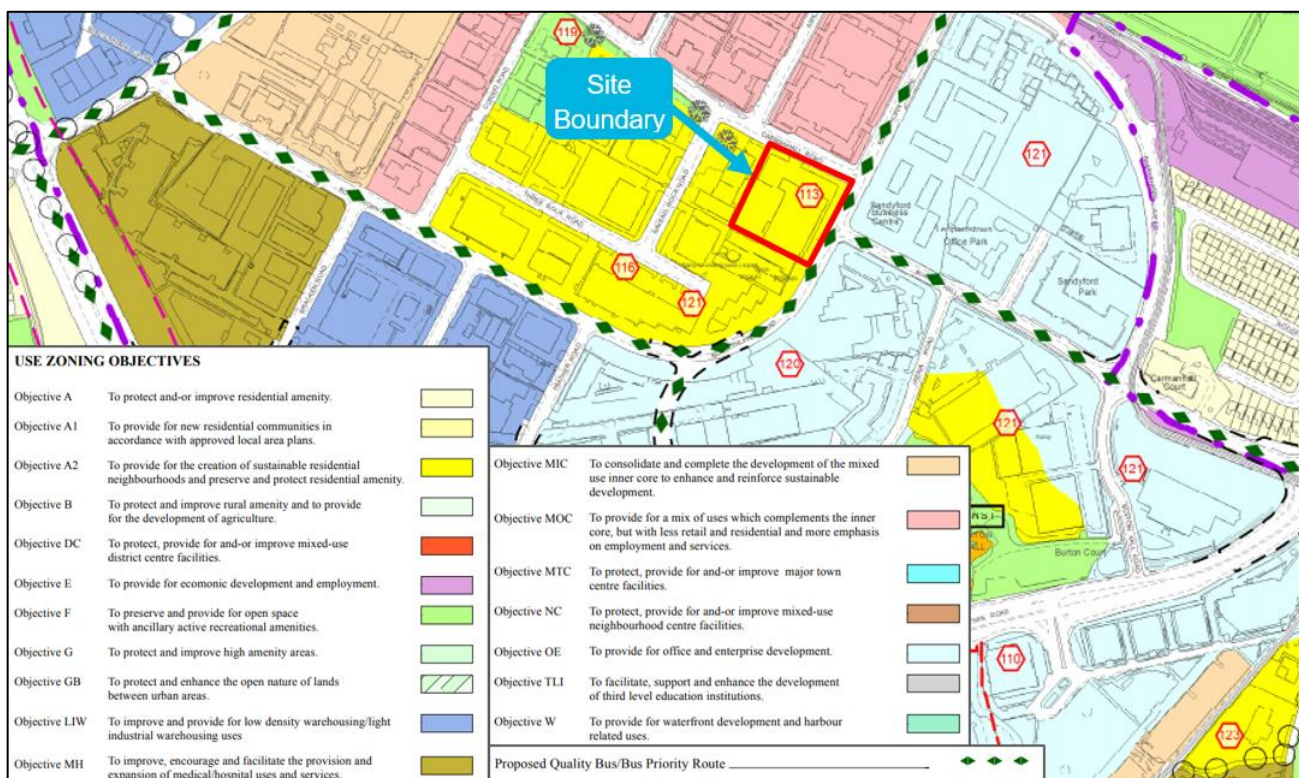 119
Site
Boundary
121
113
CARMANHALL ROAD
Sandyford
Business
Centre
Office Park
THREE ROCK ROAD
116
121
Sandyford
Park
BRACKEN ROAD
HEATHER ROAD
120
Carmanhall
Court
121
121
Burton Court
110
123
USE ZONING OBJECTIVES
Objective A To protect and-or improve residential amenity.
Objective A1 To provide for new residential communities in
accordance with approved local area plans.
Objective A2 To provide for the creation of sustainable residential
neighbourhoods and preserve and protect residential amenity.
Objective B To protect and improve rural amenity and to provide
for the development of agriculture.
Objective DC To protect, provide for and/or improve mixed-use
district centre facilities.
Objective E To provide for ecomonic development and employment.
Objective F To preserve and provide for open space
with ancillary active recreational amenities.
Objective G To protect and improve high amenity areas.
Objective GB To protect and enhance the open nature of lands
between urban areas.
Objective LIW To improve and provide for low density warehousing/light
industrial warehousing uses
Objective MH To improve, encourage and facilitate the provision and
expansion of medical/hospital uses and services.
Objective MIC To consolidate and complete the development of the mixed
use inner core to enhance and reinforce sustainable
development.
Objective MOC To provide for a mix of uses which complements the inner
core, but with less retail and residential and more emphasis
on employment and services.
Objective MTC To protect, provide for and/or improve major town
centre facilities.
Objective NC To protect, provide for and/or improve mixed-use
neighbourhood centre facilities.
Objective OE To provide for office and enterprise development.
Objective TLI To facilitate, support and enhance the development
of third level education institutions.
Objective W To provide for waterfront development and harbour
related uses.
Proposed Quality Bus/Bus Priority Route